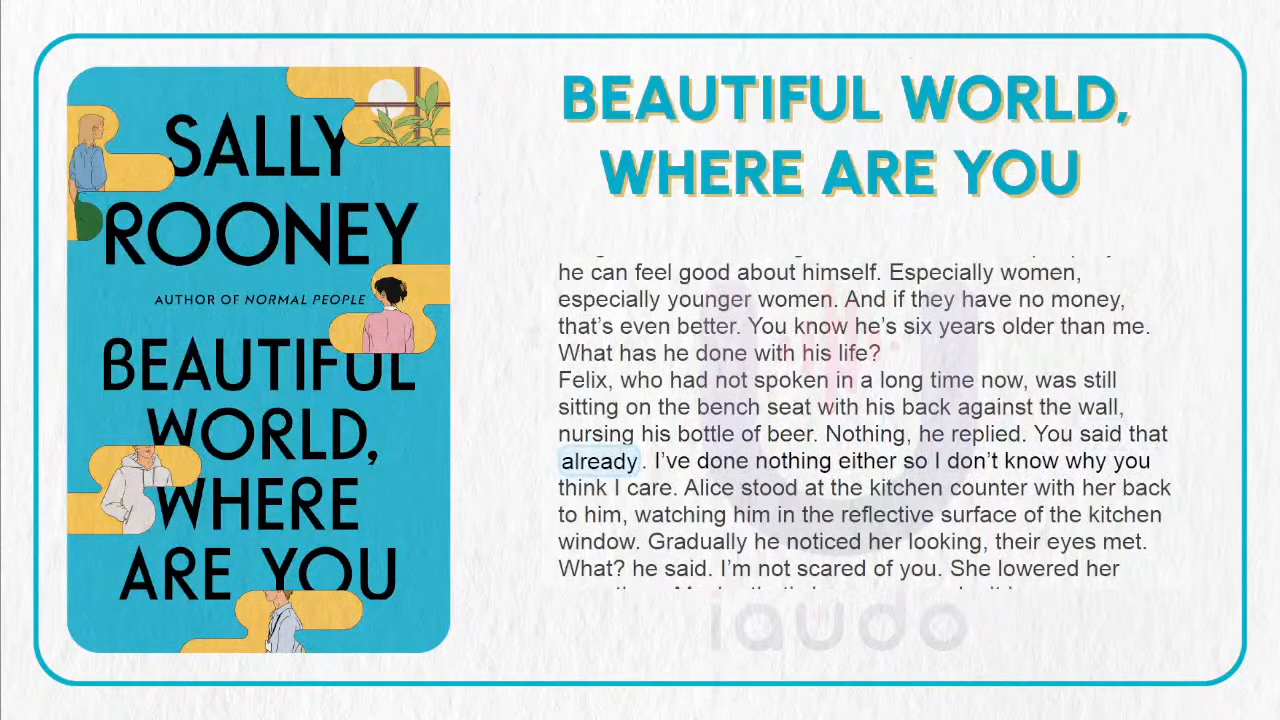 SALLY
ROONEY
AUTHOR OF NORMAL PEOPLE
BEAUTIFUL
WORLD,
WHERE
ARE YOU
BEAUTIFUL WORLD,
WHERE ARE YOU
he can feel good about himself. Especially women,
especially younger women. And if they have no money,
that’s even better. You know he’s six years older than me.
What has he done with his life?
Felix, who had not spoken in a long time now, was still
sitting on the bench seat with his back against the wall,
nursing his bottle of beer. Nothing, he replied. You said that
already. I’ve done nothing either so I don’t know why you
think I care. Alice stood at the kitchen counter with her back
to him, watching him in the reflective surface of the kitchen
window. Gradually he noticed her looking, their eyes met.
What? he said. I’m not scared of you. She lowered her
iaudo